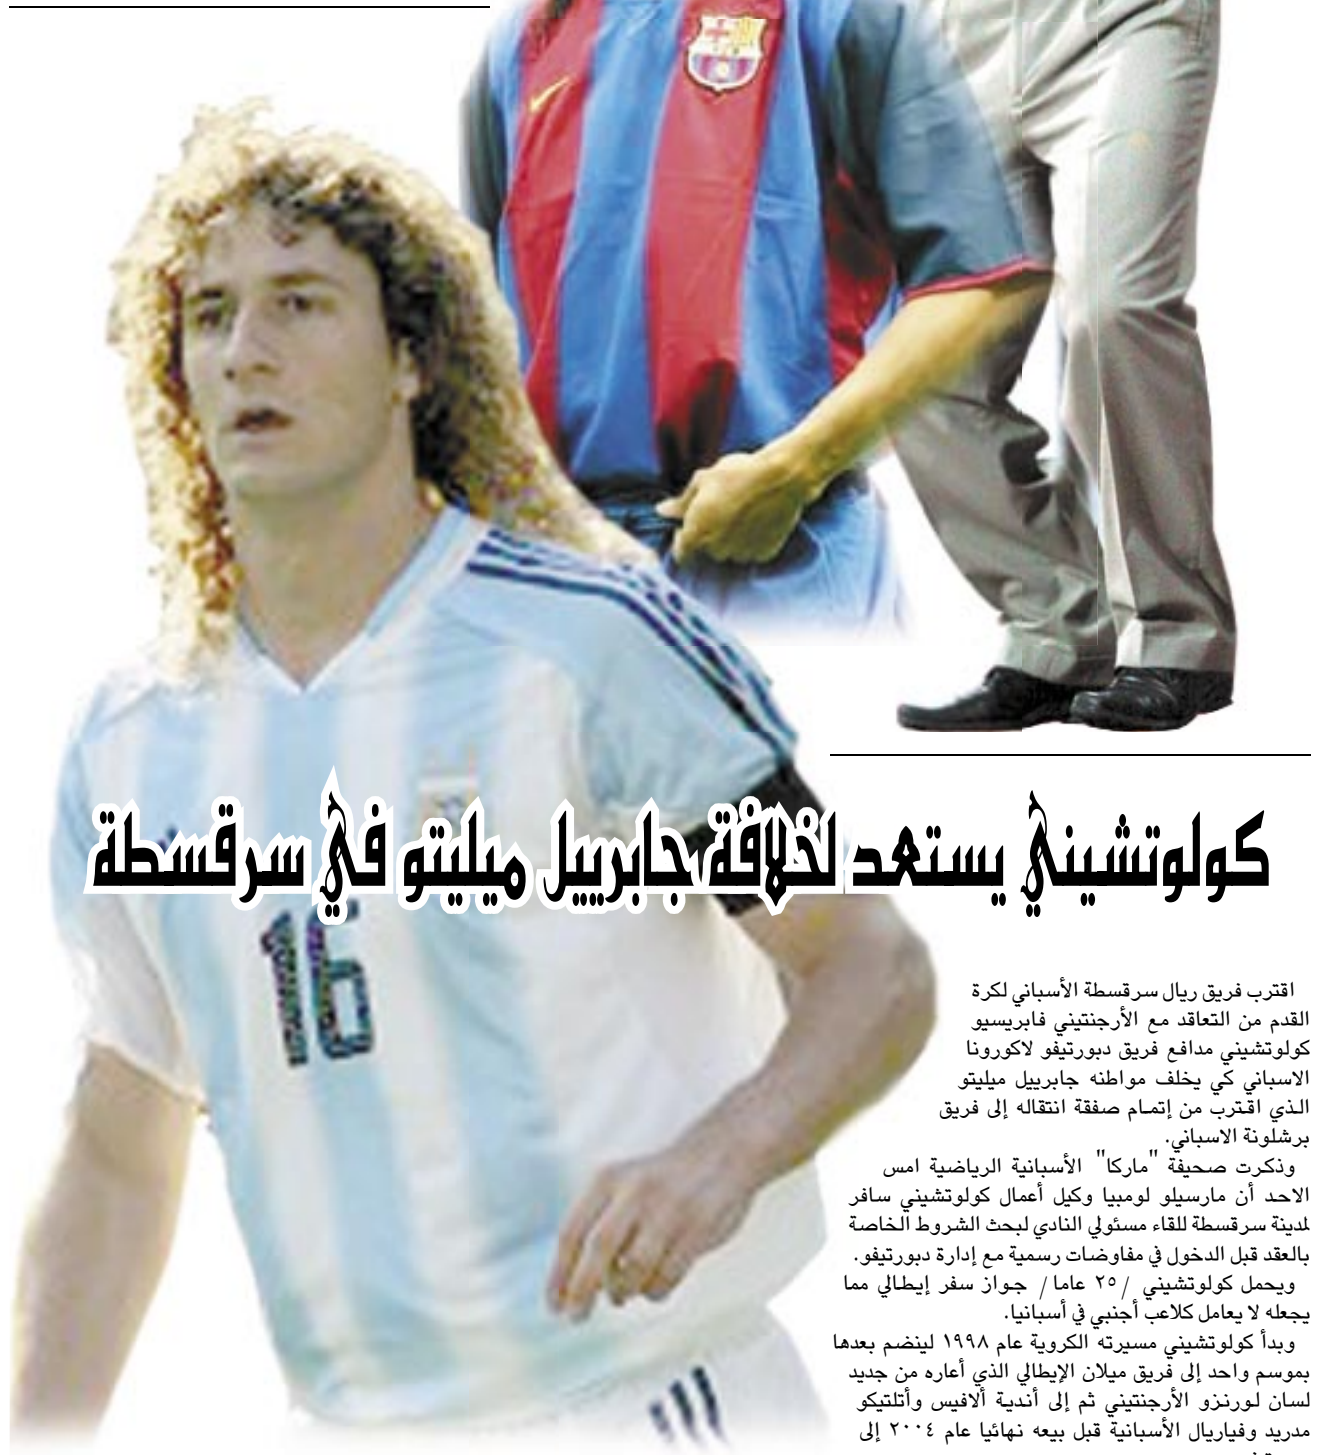 كولوتشيني يستعد لخلافة جابرييل ميليتو في سرقسطة
16
اقترب فريق ريال سرقسطة الأسباني لكرة
القدم من التعاقد مع الأرجنتيني فابريسيو
كولوتشيني مدافع فريق دبورتيفو لاكورونا
الاسباني كي يخلف مواطنه جابرييل ميليتو
الذي اقترب من إتمام صفقة انتقاله إلى فريق
برشلونة الاسباني.
وذكرت صحيفة "ماركا" الأسبانية الرياضية امس
الاحد أن مارسيلو لومبيا وكيل أعمال كولوتشيني سافر
لمدينة سرقسطة للقاء مسئولي النادي لبحث الشروط الخاصة
بالعقد قبل الدخول في مفاوضات رسمية مع إدارة دبورتيفو.
ويحمل كولوتشيني /٢٥ عاما/ جواز سفر إيطالي مما
يجعله لا يعامل كلاعب أجنبي في أسبانيا.
وبدأ كولوتشيني مسيرته الكروية عام ١٩٩٨ لينضم بعدها
بموسم واحد إلى فريق ميلان الإيطالي الذي أعاره من جديد
لسان لورنزو الأرجنتيني ثم إلى أندية ألافيس وأتلتيكو
مدريد وفياريال الأسبانية قبل بيعه نهائيا عام ٢٠٠٤ إلى